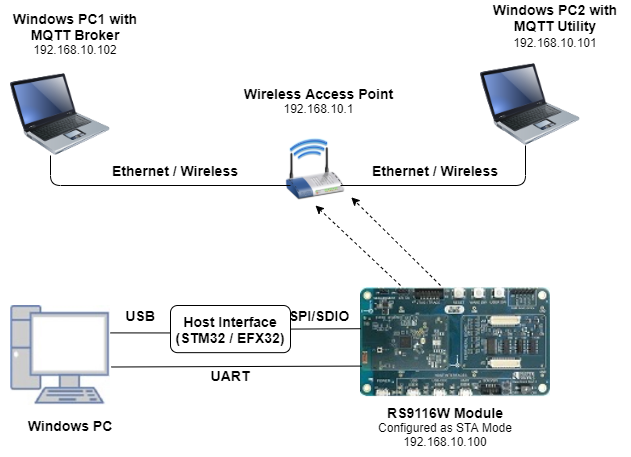 Windows PC1 with
MQTT Broker
192.168.10.102
Windows PC2 with
MQTT Utility
192.168.10.101
Wireless Access Point
192.168.10.1
Ethernet / Wireless
Ethernet / Wireless
USB
Host Interface
(STM32 / EFX32)
SPI/SDIO
UART
Windows PC
RS9116W Module
Configured as STA Mode
192.168.10.100